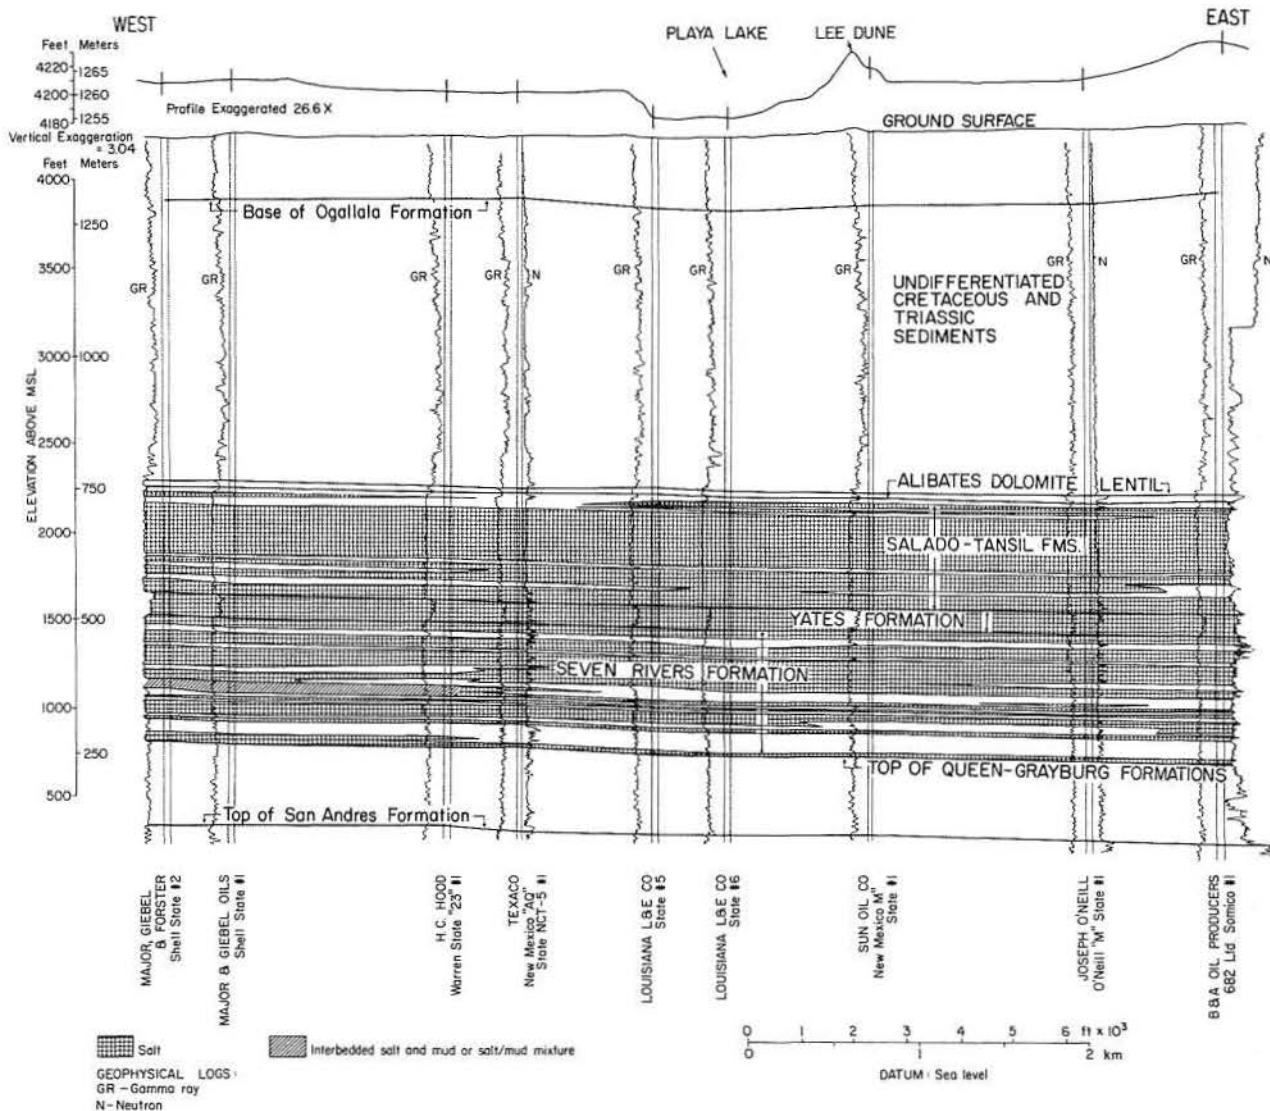 WEST
EAST
PLAYA LAKE
LEE DUNE
Feet Meters
4220
1265
4200
1260
4180
1255
Profile Exaggerated 26.6 X
Vertical Exaggeration
= 3.04
GROUND SURFACE
Feet Meters
4000
1250
3500
3000
1000
2500
750
2000
1500
500
1000
250
500
ELEVATION ABOVE MSL
Base of Ogallala Formation
GR
GR
GR
GR
N
GR
GR
GR
GR
N
GR
N
UNDIFFERENTIATED
CRETACEOUS AND
TRIASSIC
SEDIMENTS
ALIBATES DOLOMITE LENTIL
SALADO-TANSIL FMS.
YATES FORMATION
SEVEN RIVERS FORMATION
TOP OF QUEEN-GRAYBURG FORMATIONS
Top of San Andres Formation
MAJOR, GIEBEL
& FORSTER
Shell State #2
MAJOR & GIEBEL OILS
Shell State #1
H.C. HOOD
Warren State "23" #1
TEXACO
New Mexico "AQ"
State NCT-5 #1
LOUISIANA L&E CO
State #5
LOUISIANA L&E CO
State #6
SUN OIL CO
New Mexico M"
State #1
JOSEPH O'NEILL
O'Neill "M" State #1
B&A OIL PRODUCERS
682 Ltd Somico #1
Salt
Interbedded salt and mud or salt/mud mixture
GEOPHYSICAL LOGS:
GR - Gamma ray
N - Neutron
0 1 2 3 4 5 6 ft x 10³
0 1 2 km
DATUM: Sea level